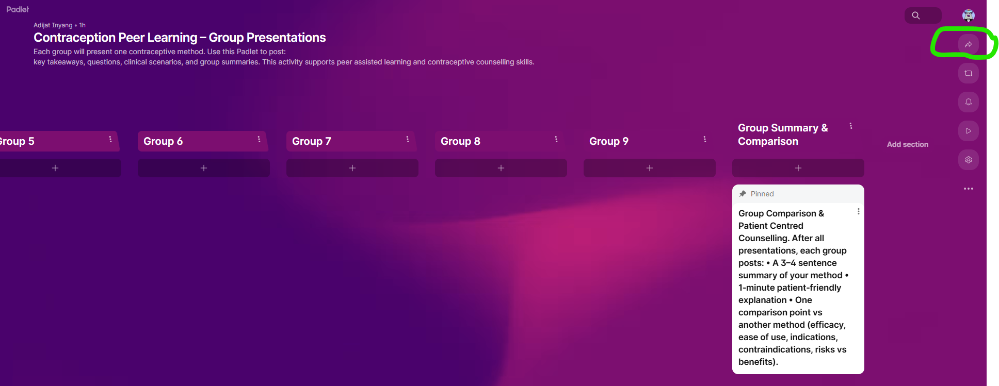 Padlet
Adijat Inyang • 1h
Contraception Peer Learning – Group Presentations
Each group will present one contraceptive method. Use this Padlet to post:
key takeaways, questions, clinical scenarios, and group summaries. This activity supports peer assisted learning and contraceptive counselling skills.
Group 5
Group 6
Group 7
Group 8
Group 9
Group Summary &
Comparison
Add section
Pinned
Group Comparison &
Patient Centred
Counselling. After all
presentations, each group
posts: • A 3–4 sentence
summary of your method •
1-minute patient-friendly
explanation • One
comparison point vs
another method (efficacy,
ease of use, indications,
contraindications, risks vs
benefits).